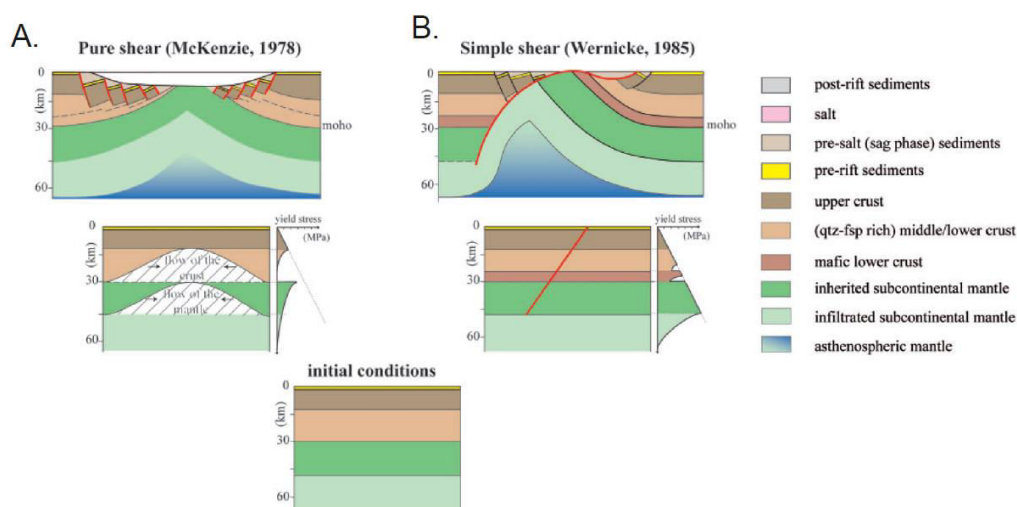 A.
Pure shear (McKenzie, 1978)
B.
Simple shear (Wernicke, 1985)
0
(km)
30
60
moho
0
(km)
30
60
moho
post-rift sediments
salt
pre-salt (sag phase) sediments
pre-rift sediments
upper crust
(qtz-fsp rich) middle/lower crust
mafic lower crust
inherited subcontinental mantle
infiltrated subcontinental mantle
asthenospheric mantle
yield stress
(MPa)
0
(km)
30
60
flow of the
crust
flow of the
mantle
yield stress
(MPa)
0
(km)
30
60
initial conditions
0
(km)
30
60